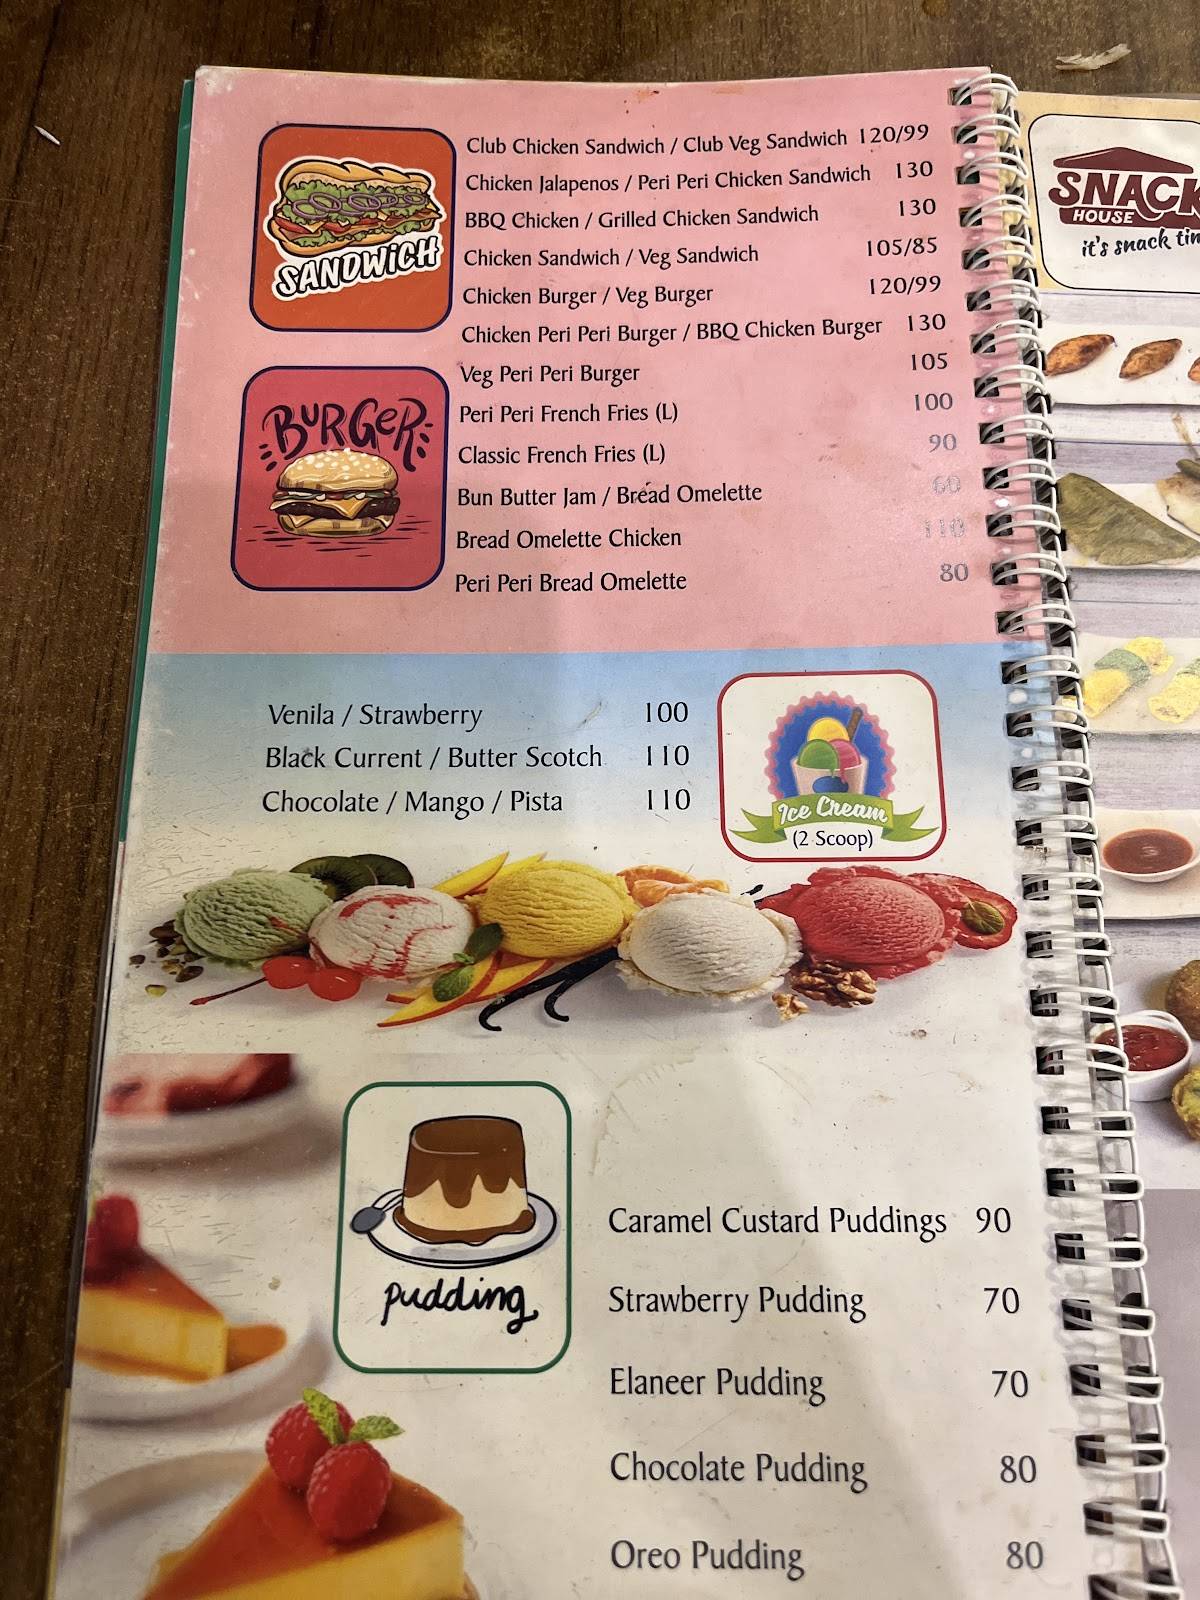 SANDWiCH
Club Chicken Sandwich / Club Veg Sandwich 120/99
Chicken Jalapenos / Peri Peri Chicken Sandwich 130
BBQ Chicken / Grilled Chicken Sandwich 130
Chicken Sandwich / Veg Sandwich 105/85
Chicken Burger / Veg Burger 120/99
Chicken Peri Peri Burger / BBQ Chicken Burger 130
BURGeR
Veg Peri Peri Burger 105
Peri Peri French Fries (L) 100
Classic French Fries (L) 90
Bun Butter Jam / Bread Omelette 60
Bread Omelette Chicken 110
Peri Peri Bread Omelette 80
Venila / Strawberry 100
Black Current / Butter Scotch 110
Chocolate / Mango / Pista 110
Ice Cream
(2 Scoop)
pudding
Caramel Custard Puddings 90
Strawberry Pudding 70
Elaneer Pudding 70
Chocolate Pudding 80
Oreo Pudding 80
SNACK
HOUSE
it's snack tim